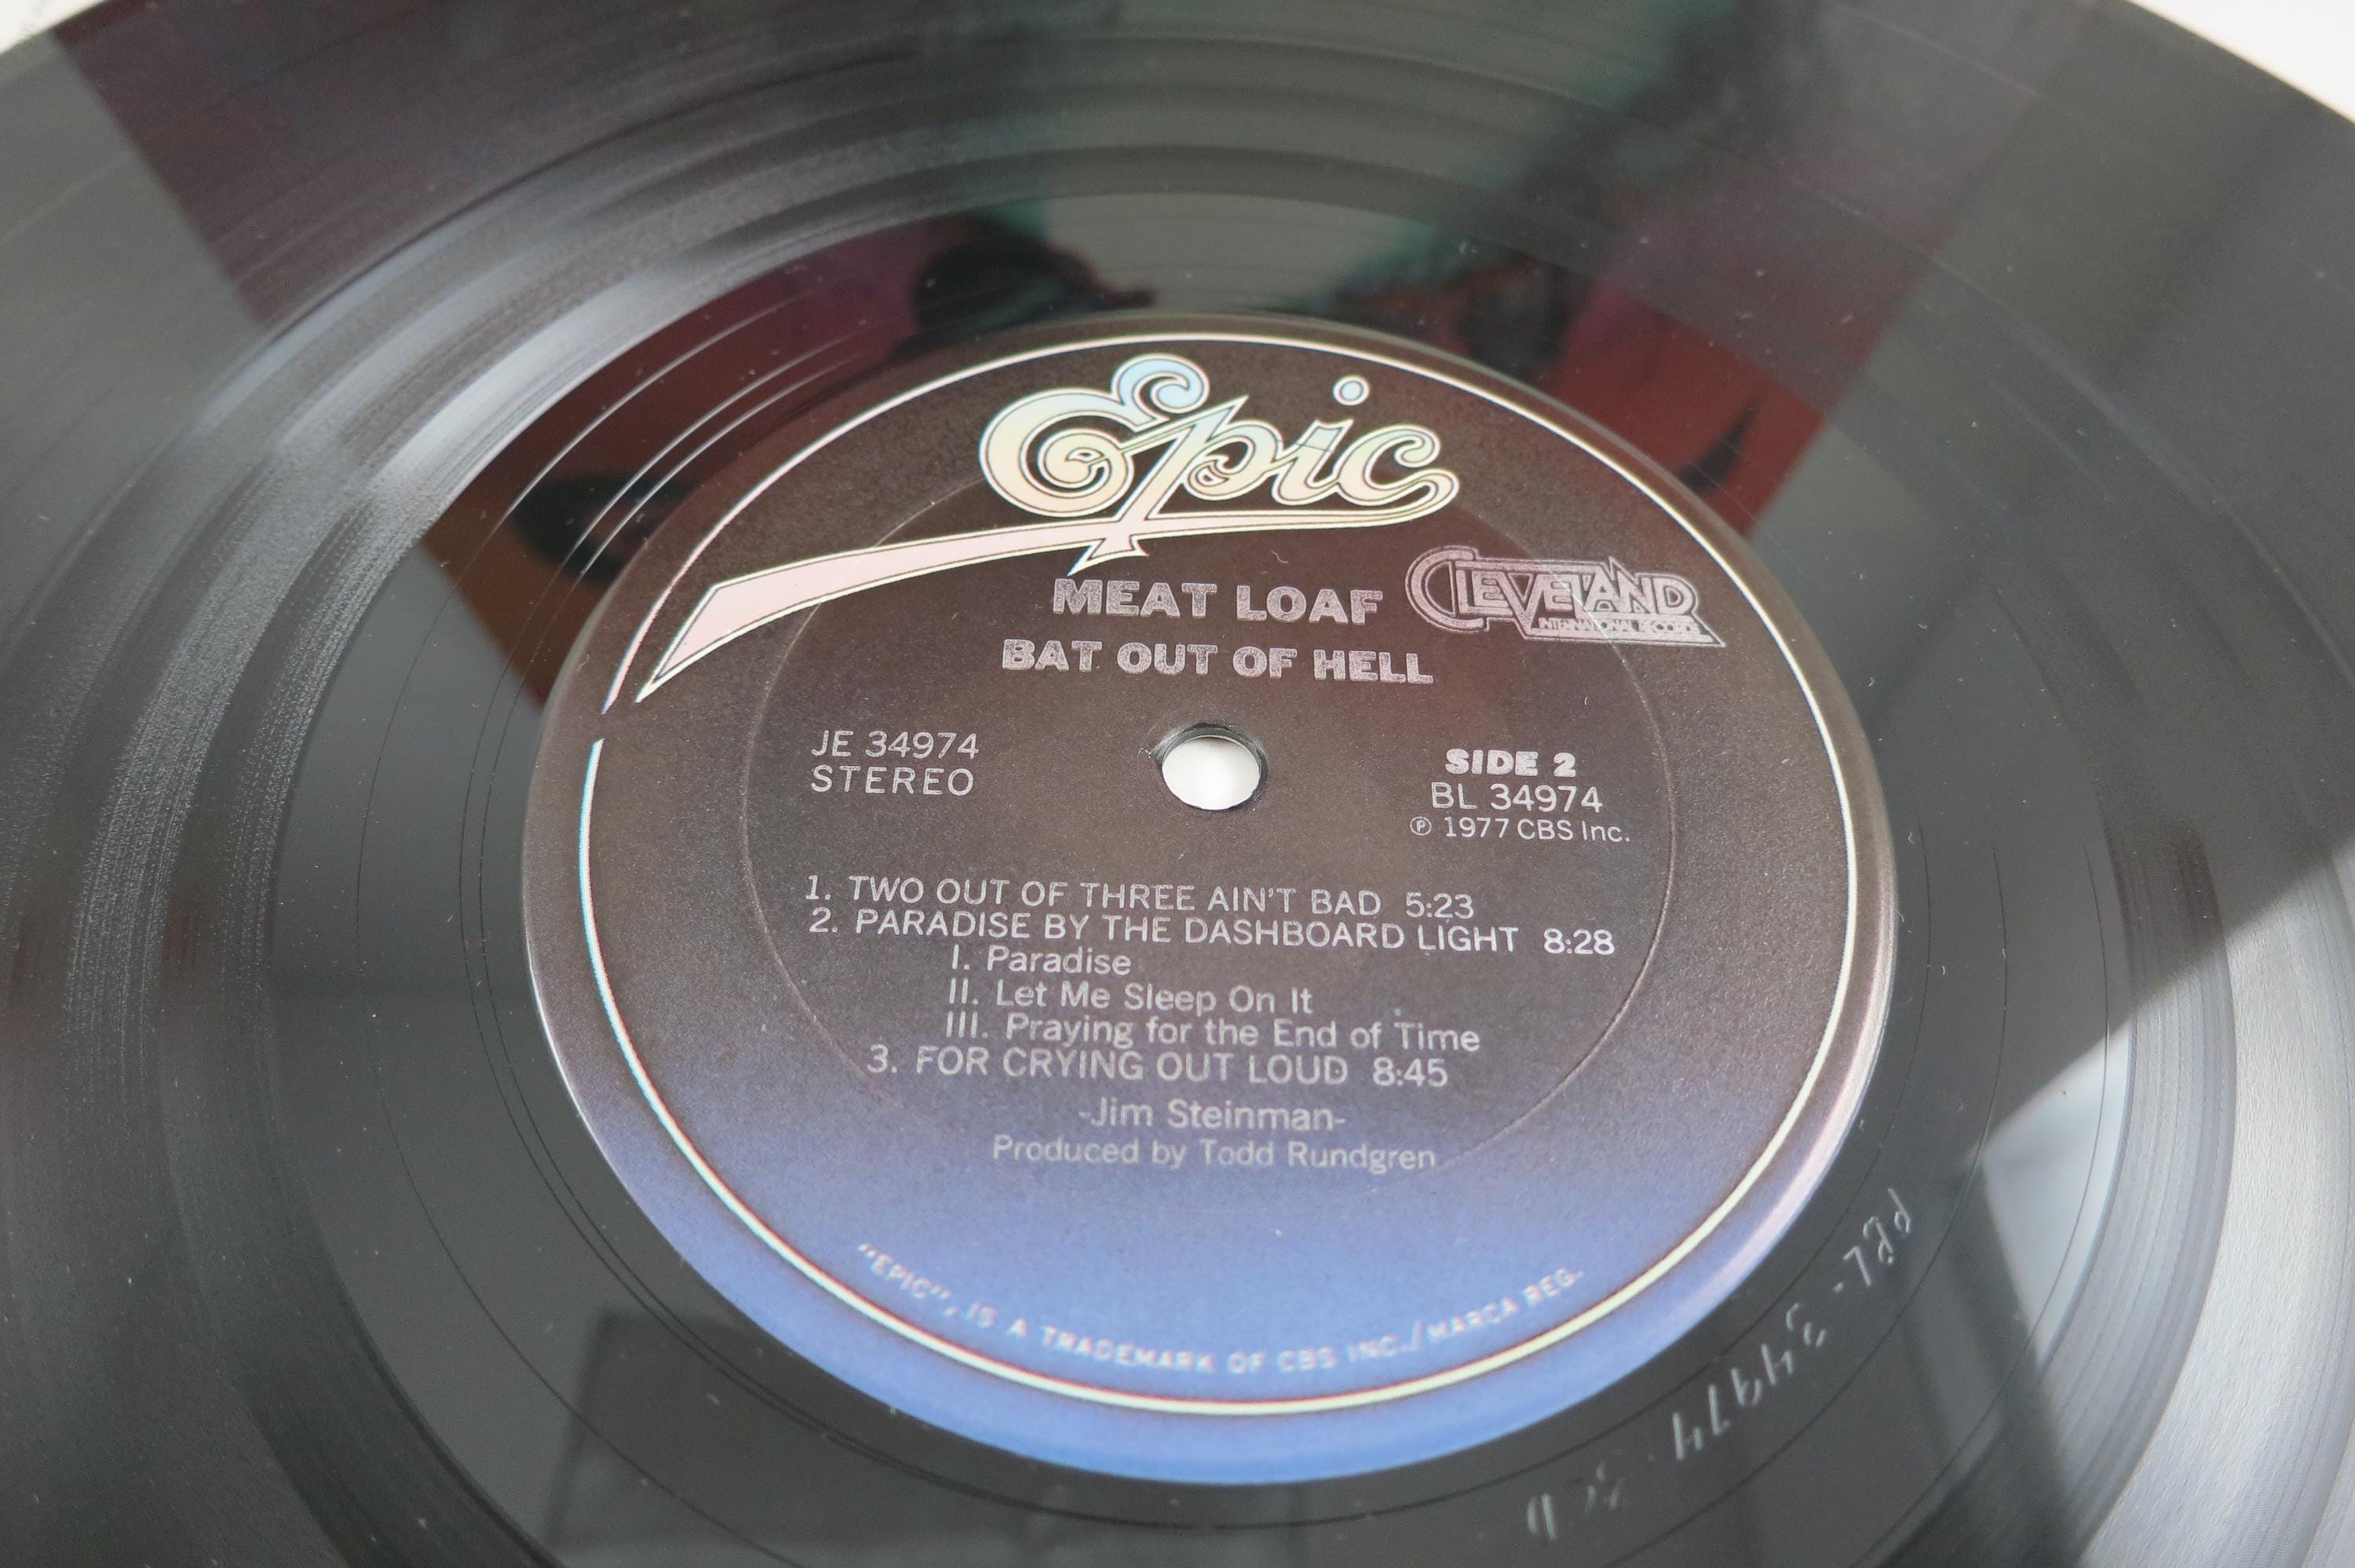 Epic
MEAT LOAF
CLEVELAND
INTERNATIONAL RECORDS
BAT OUT OF HELL
JE 34974
STEREO
SIDE 2
BL 34974
℗ 1977 CBS Inc.
1. TWO OUT OF THREE AIN'T BAD 5:23
2. PARADISE BY THE DASHBOARD LIGHT 8:28
I. Paradise
II. Let Me Sleep On It
III. Praying for the End of Time
3. FOR CRYING OUT LOUD 8:45
-Jim Steinman-
Produced by Todd Rundgren
"EPIC", IS A TRADEMARK OF CBS INC./MARCA REG.
34974